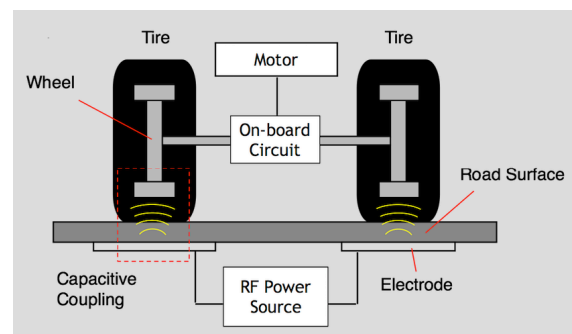 Tire
Tire
Motor
Wheel
On-board
Circuit
Road Surface
Capacitive
Coupling
RF Power
Source
Electrode